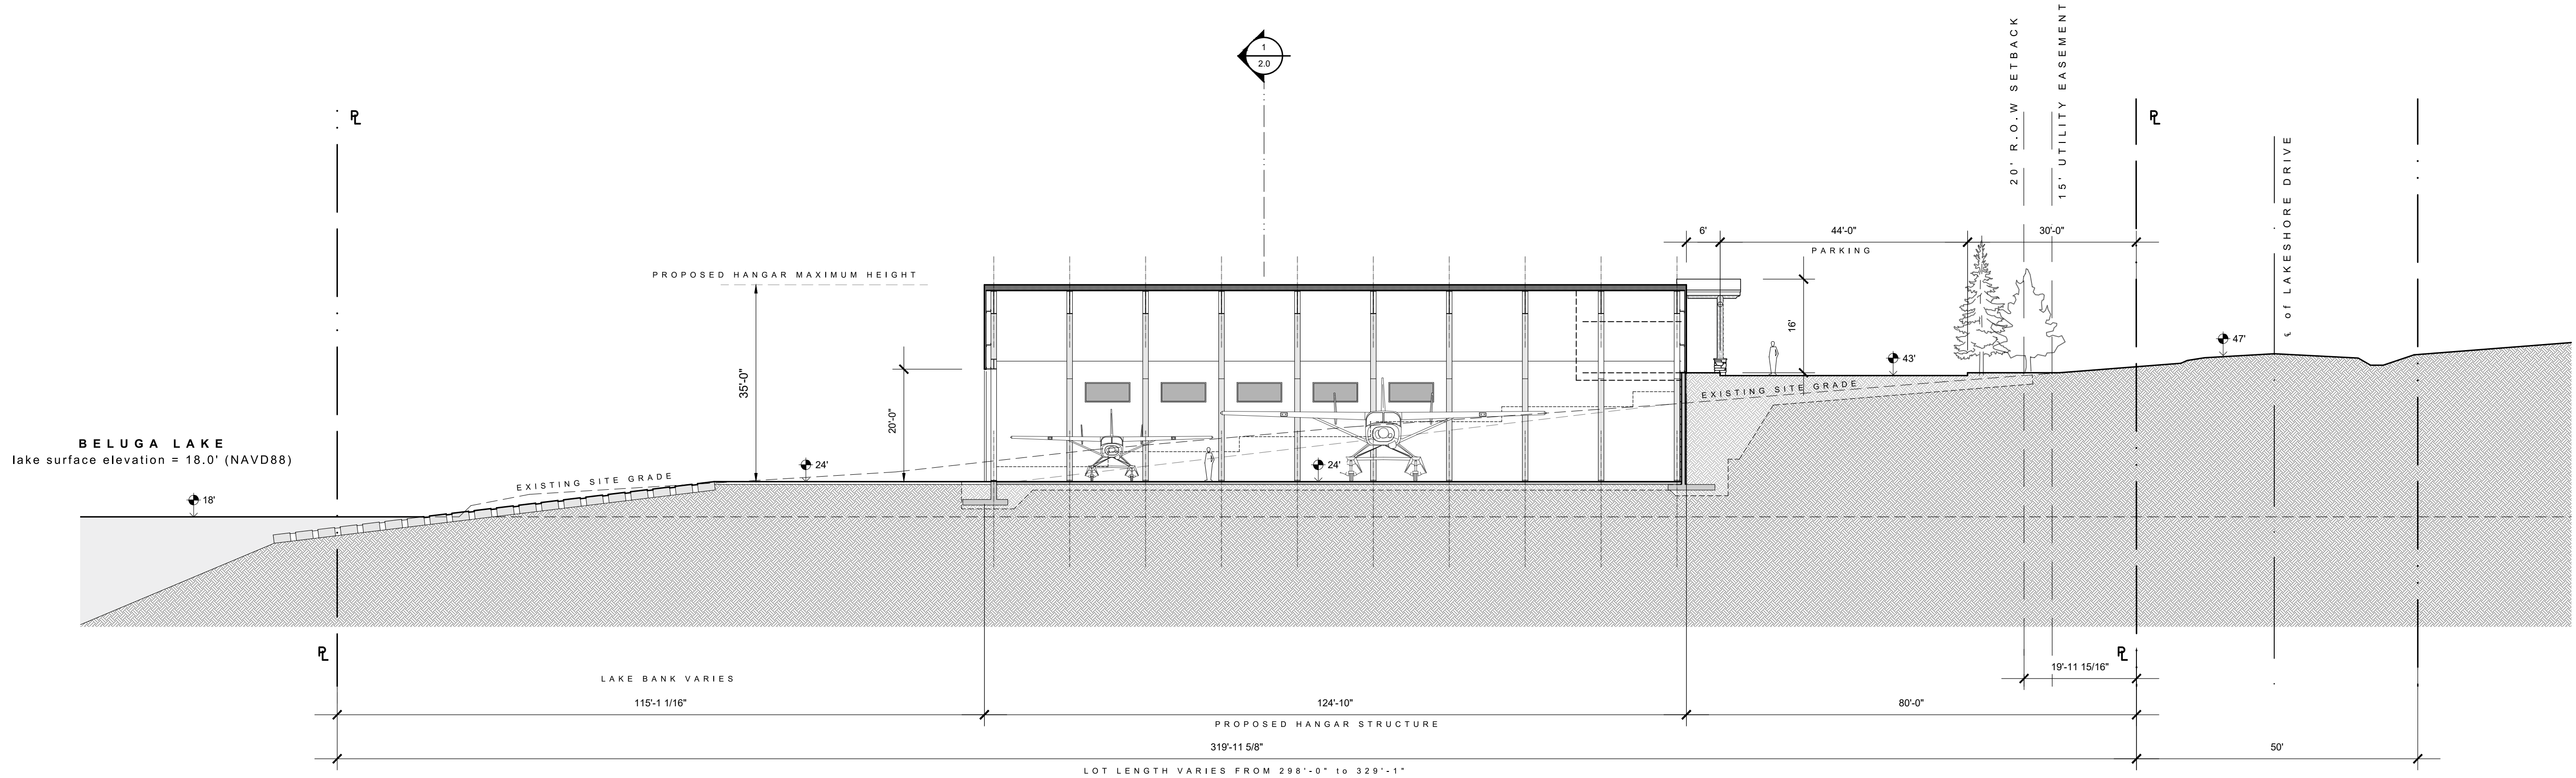 1
2.0
20' R.O.W SETBACK
15' UTILITY EASEMENT
PL
PL
℄ of LAKESHORE DRIVE
6'
44'-0"
30'-0"
PARKING
PROPOSED HANGAR MAXIMUM HEIGHT
35'-0"
20'-0"
16'
47'
43'
EXISTING SITE GRADE
BELUGA LAKE
lake surface elevation = 18.0' (NAVD88)
24'
24'
EXISTING SITE GRADE
18'
PL
PL
19'-11 15/16"
LAKE BANK VARIES
115'-1 1/16"
124'-10"
80'-0"
PROPOSED HANGAR STRUCTURE
319'-11 5/8"
50'
LOT LENGTH VARIES FROM 298'-0" to 329'-1"